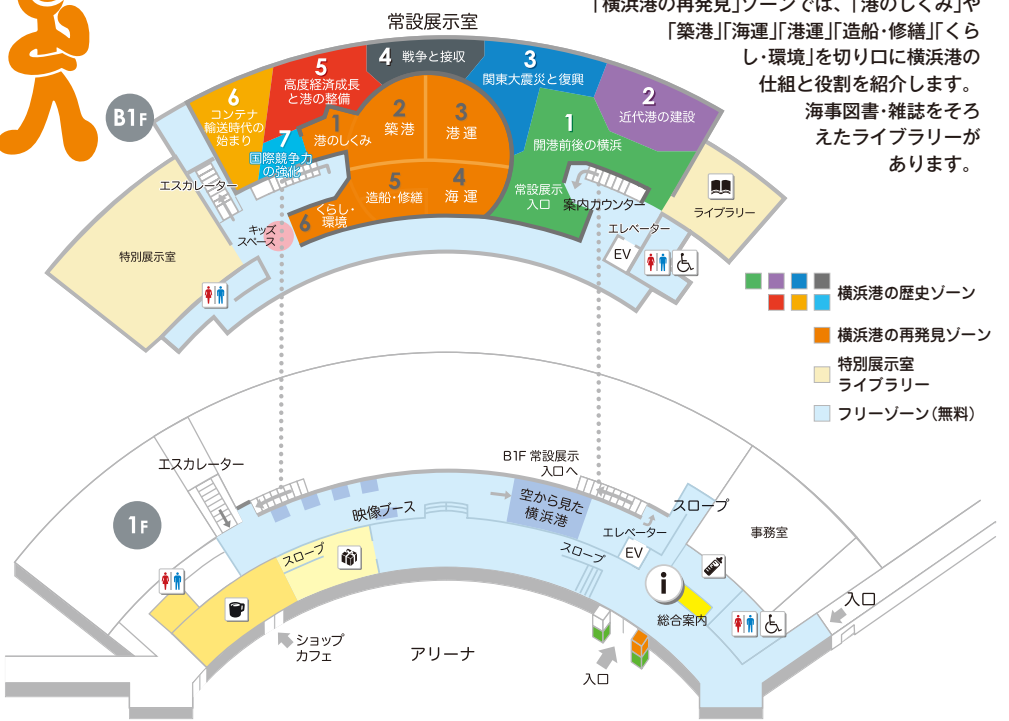 「横浜港の再発見」ゾーンでは、「港のしくみ」や
「築港」「海運」「港運」「造船・修繕」「くら
し・環境」を切り口に横浜港の
仕組と役割を紹介します。
海事図書・雑誌をそろ
えたライブラリーが
あります。
常設展示室
B1F
4 戦争と接収
5
高度経済成長
と港の整備
3
関東大震災と復興
6
コンテナ
輸送時代の
始まり
2
近代港の建設
7
国際競争力
の強化
1
港のしくみ
2
築港
3
港運
1
開港前後の横浜
5
造船・修繕
4
海運
6
くらし・
環境
常設展示
入口
案内カウンター
エスカレーター
キッズ
スペース
特別展示室
エレベーター
EV
ライブラリー
横浜港の歴史ゾーン
横浜港の再発見ゾーン
特別展示室
ライブラリー
フリーゾーン(無料)
1F
エスカレーター
B1F 常設展示
入口へ
映像ブース
空から見た
横浜港
スロープ
スロープ
エレベーター
EV
スロープ
事務室
i
総合案内
入口
ショップ
カフェ
アリーナ
入口